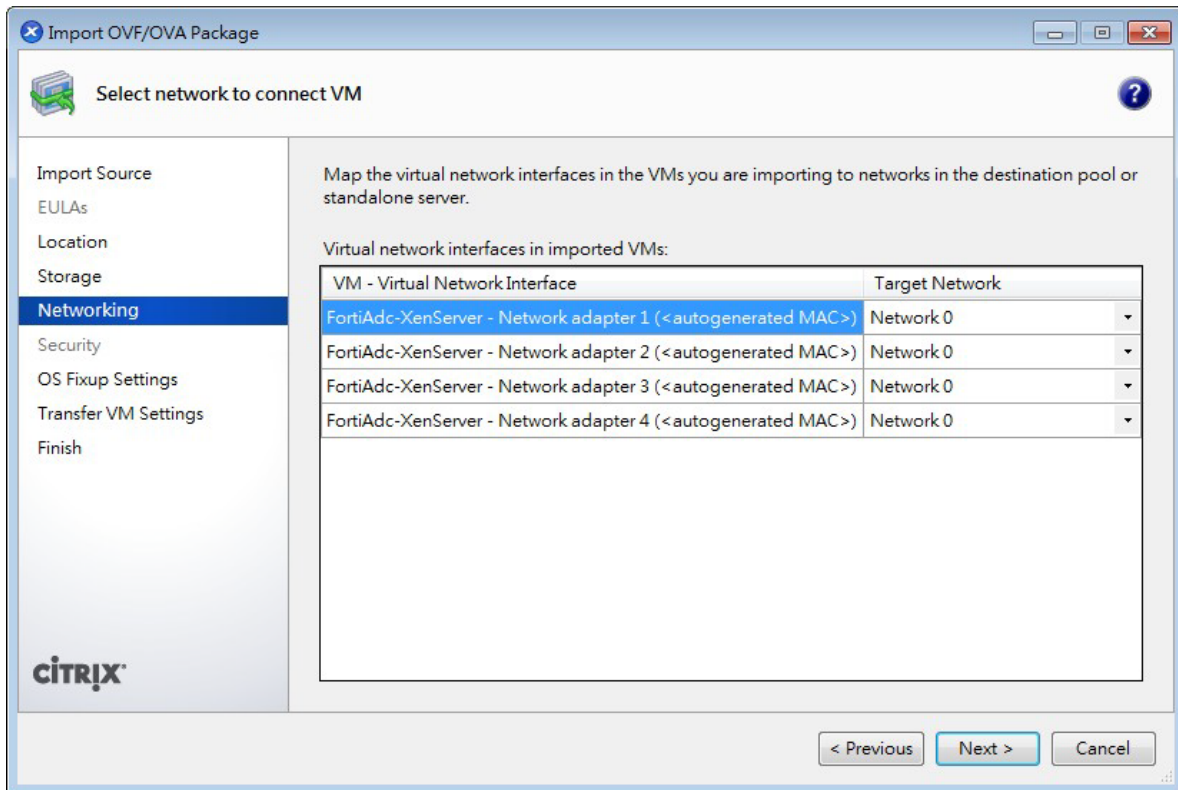 Import OVF/OVA Package
Select network to connect VM
?
Import Source
EULAs
Location
Storage
Networking
Security
OS Fixup Settings
Transfer VM Settings
Finish
CİTRIX
Map the virtual network interfaces in the VMs you are importing to networks in the destination pool or
standalone server.
Virtual network interfaces in imported VMs:
VM - Virtual Network Interface Target Network
FortiAdc-XenServer - Network adapter 1 (<autogenerated MAC>) Network 0
FortiAdc-XenServer - Network adapter 2 (<autogenerated MAC>) Network 0
FortiAdc-XenServer - Network adapter 3 (<autogenerated MAC>) Network 0
FortiAdc-XenServer - Network adapter 4 (<autogenerated MAC>) Network 0
< Previous Next > Cancel